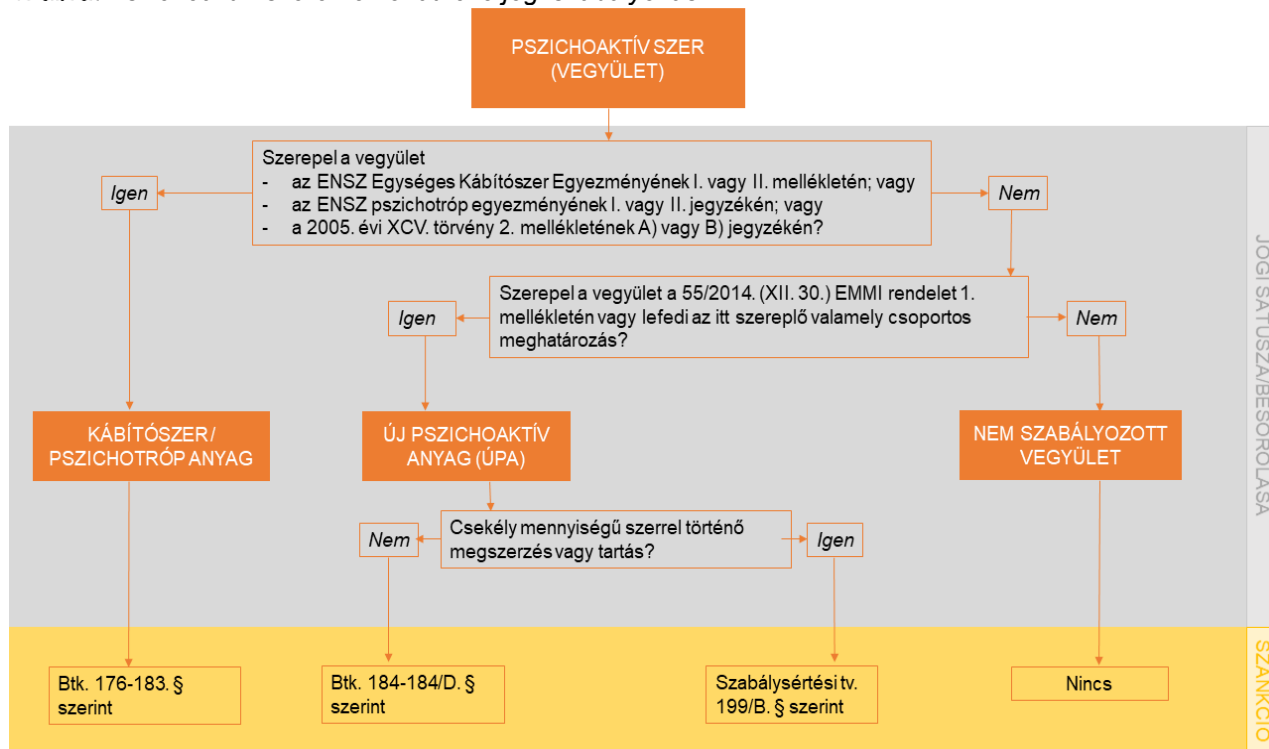 PSZICHOAKTÍV SZER
(VEGYÜLET)
Szerepel a vegyület
- az ENSZ Egységes Kábítószer Egyezményének I. vagy II. mellékletén; vagy
- az ENSZ pszichotróp egyezményének I. vagy II. jegyzékén; vagy
- a 2005. évi XCV. törvény 2. mellékletének A) vagy B) jegyzékén?
Igen
Nem
Szerepel a vegyület a 55/2014. (XII. 30.) EMMI rendelet 1.
mellékletén vagy lefedi az itt szereplő valamely csoportos
meghatározás?
Igen
Nem
KÁBÍTÓSZER/
PSZICHOTRÓP ANYAG
ÚJ PSZICHOAKTÍV
ANYAG (ÚPA)
NEM SZABÁLYOZOTT
VEGYÜLET
Csekély mennyiségű szerrel történő
megszerzés vagy tartás?
Nem
Igen
Btk. 176-183. §
szerint
Btk. 184-184/D. §
szerint
Szabálysértési tv.
199/B. § szerint
Nincs
JOGI SATUSZA/BESOROLÁSA
SZANKCIÓ